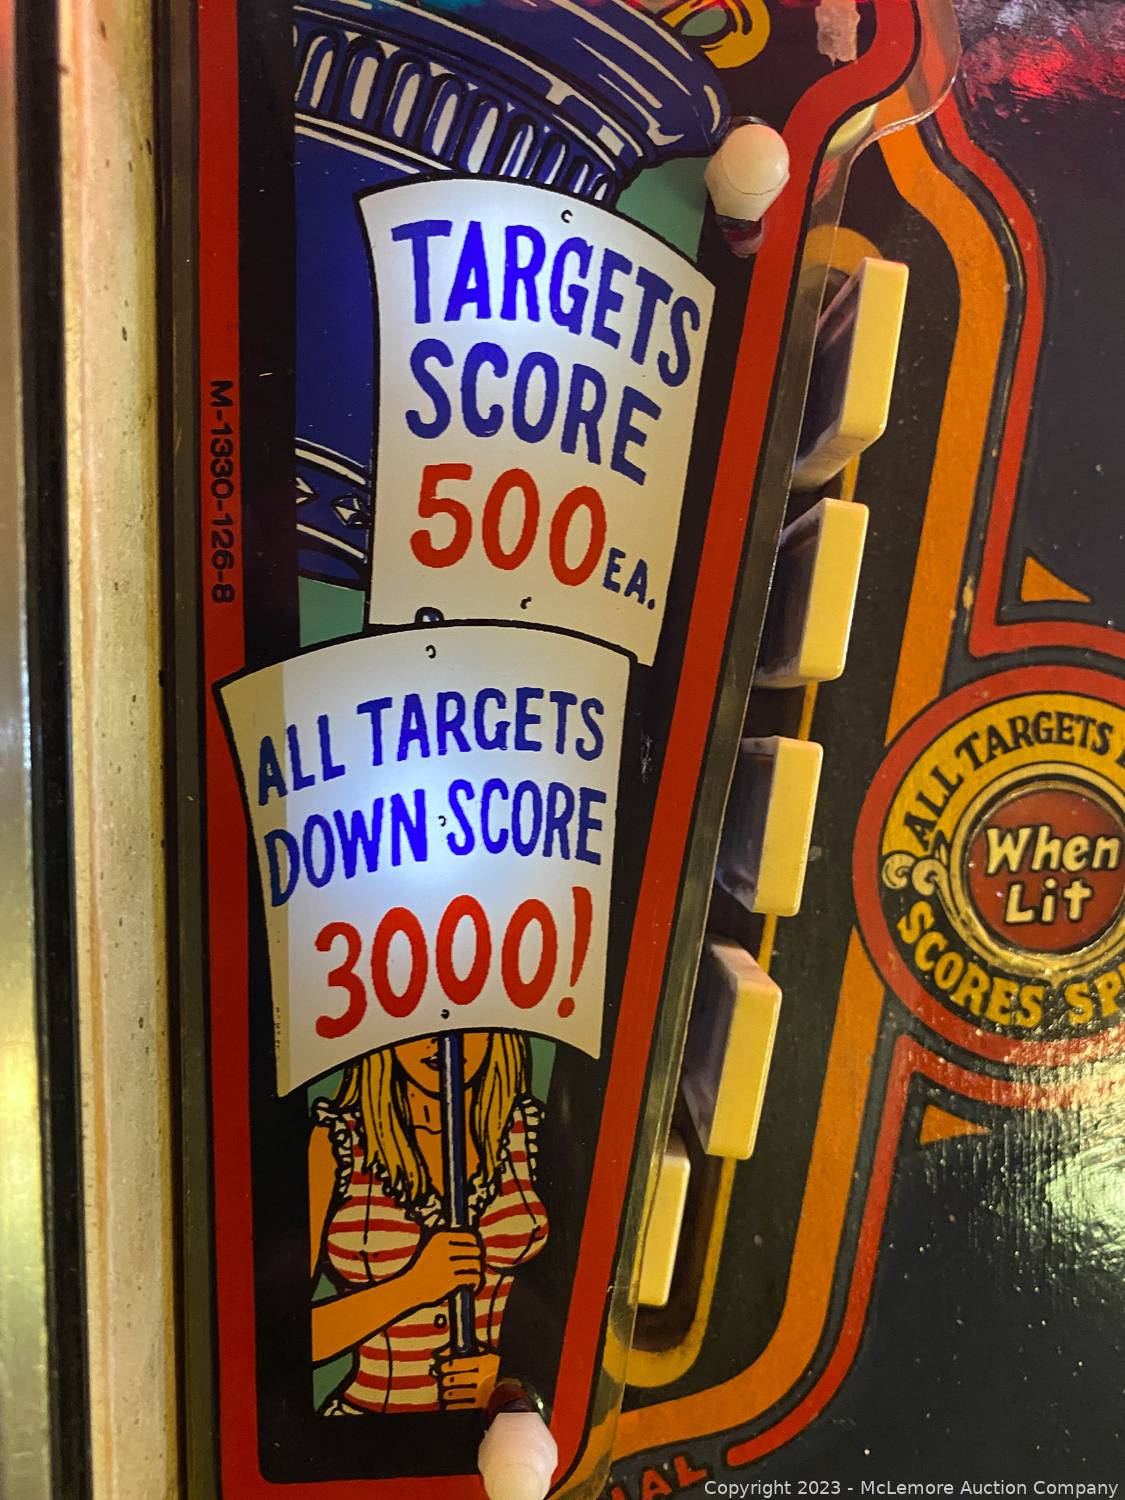 TARGETS
SCORE
500 EA.
M-1330-126-8
ALL TARGETS
DOWN SCORE
3000!
ALL TARGETS
When
Lit
SCORES
Copyright 2023 - McLemore Auction Company